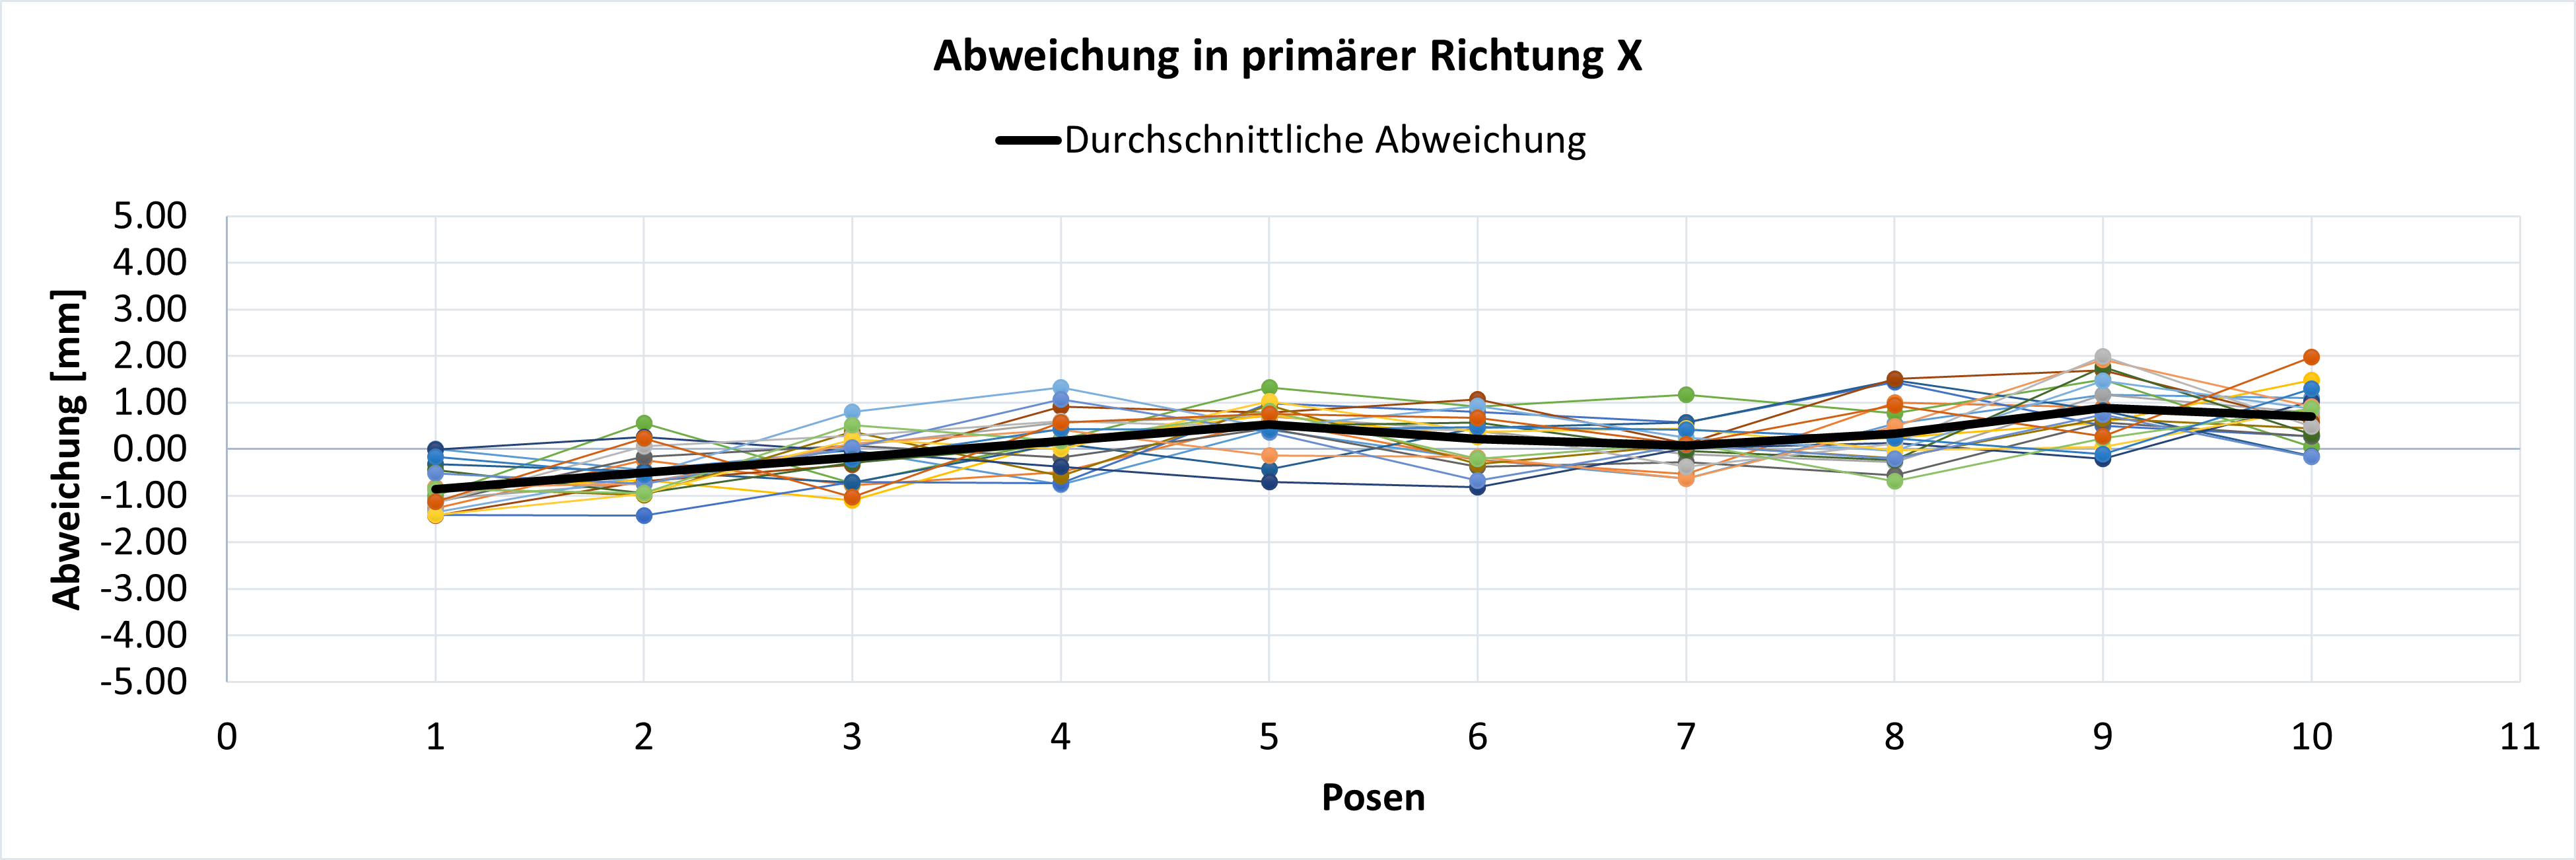 Abweichung in primärer Richtung X
Durchschnittliche Abweichung
Abweichung [mm]
5.00
4.00
3.00
2.00
1.00
0.00
-1.00
-2.00
-3.00
-4.00
-5.00
0 1 2 3 4 5 6 7 8 9 10 11
Posen